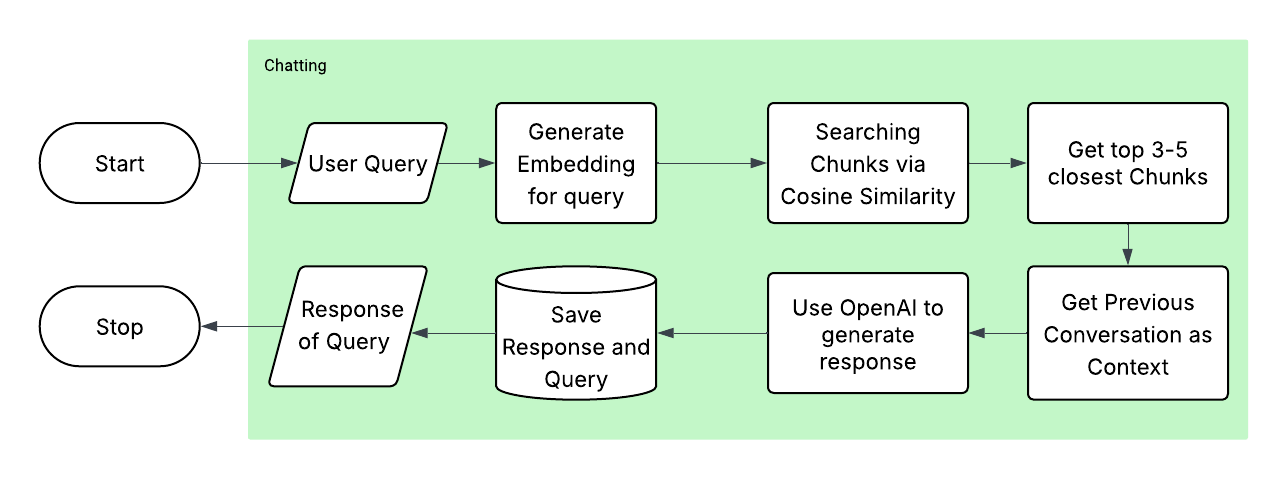 Chatting
Start
User Query
Generate
Embedding
for query
Searching
Chunks via
Cosine Similarity
Get top 3-5
closest Chunks
Get Previous
Conversation as
Context
Use OpenAI to
generate
response
Save
Response and
Query
Response
of Query
Stop